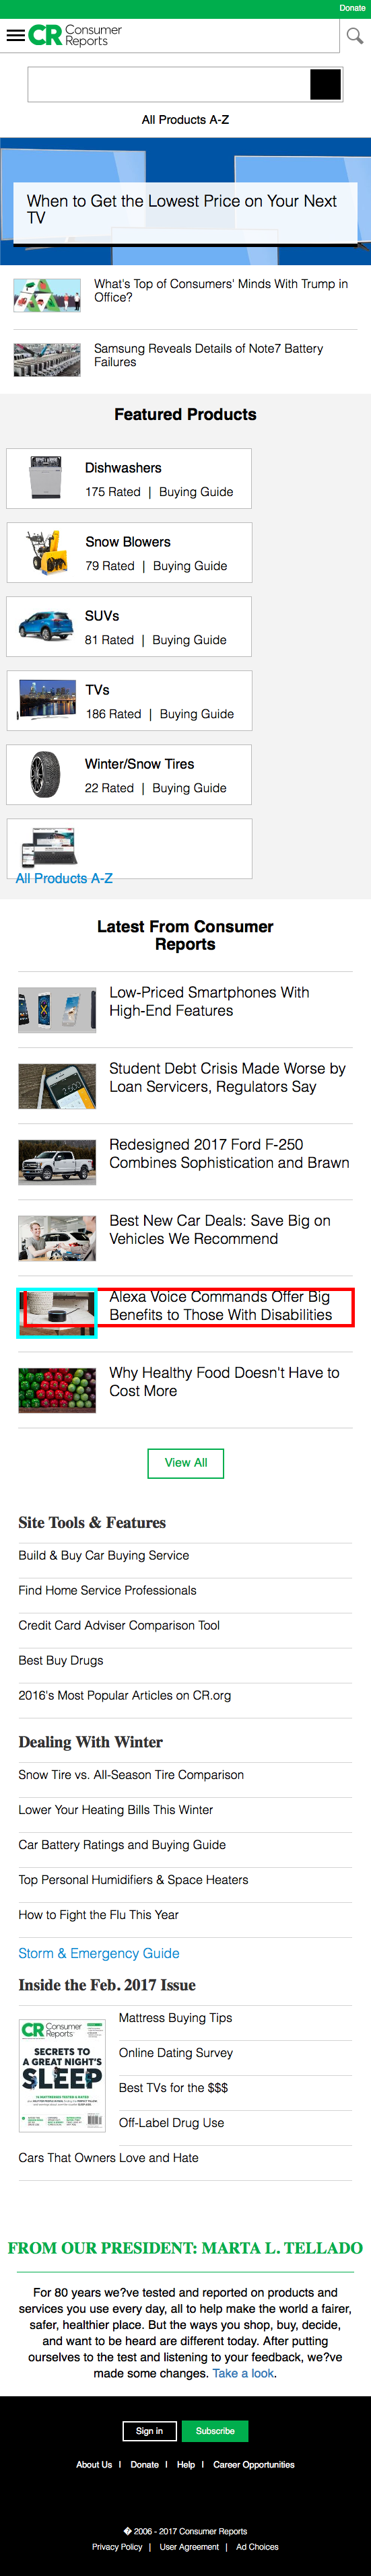 Donate
CR Consumer
Reports
All Products A-Z
When to Get the Lowest Price on Your Next
TV
What's Top of Consumers' Minds With Trump in
Office?
Samsung Reveals Details of Note7 Battery
Failures
Featured Products
Dishwashers
175 Rated | Buying Guide
Snow Blowers
79 Rated | Buying Guide
SUVs
81 Rated | Buying Guide
TVs
186 Rated | Buying Guide
Winter/Snow Tires
22 Rated | Buying Guide
All Products A-Z
Latest From Consumer
Reports
Low-Priced Smartphones With
High-End Features
Student Debt Crisis Made Worse by
Loan Servicers, Regulators Say
Redesigned 2017 Ford F-250
Combines Sophistication and Brawn
Best New Car Deals: Save Big on
Vehicles We Recommend
Alexa Voice Commands Offer Big
Benefits to Those With Disabilities
Why Healthy Food Doesn't Have to
Cost More
View All
Site Tools & Features
Build & Buy Car Buying Service
Find Home Service Professionals
Credit Card Adviser Comparison Tool
Best Buy Drugs
2016's Most Popular Articles on CR.org
Dealing With Winter
Snow Tire vs. All-Season Tire Comparison
Lower Your Heating Bills This Winter
Car Battery Ratings and Buying Guide
Top Personal Humidifiers & Space Heaters
How to Fight the Flu This Year
Storm & Emergency Guide
Inside the Feb. 2017 Issue
CR Consumer
Reports
SECRETS TO
A GREAT NIGHT'S
SLEEP
Mattress Buying Tips
Online Dating Survey
Best TVs for the $$$
Off-Label Drug Use
Cars That Owners Love and Hate
FROM OUR PRESIDENT: MARTA L. TELLADO
For 80 years we?ve tested and reported on products and
services you use every day, all to help make the world a fairer,
safer, healthier place. But the ways you shop, buy, decide,
and want to be heard are different today. After putting
ourselves to the test and listening to your feedback, we?ve
made some changes. Take a look.
Sign in Subscribe
About Us | Donate | Help | Career Opportunities
� 2006 - 2017 Consumer Reports
Privacy Policy | User Agreement | Ad Choices